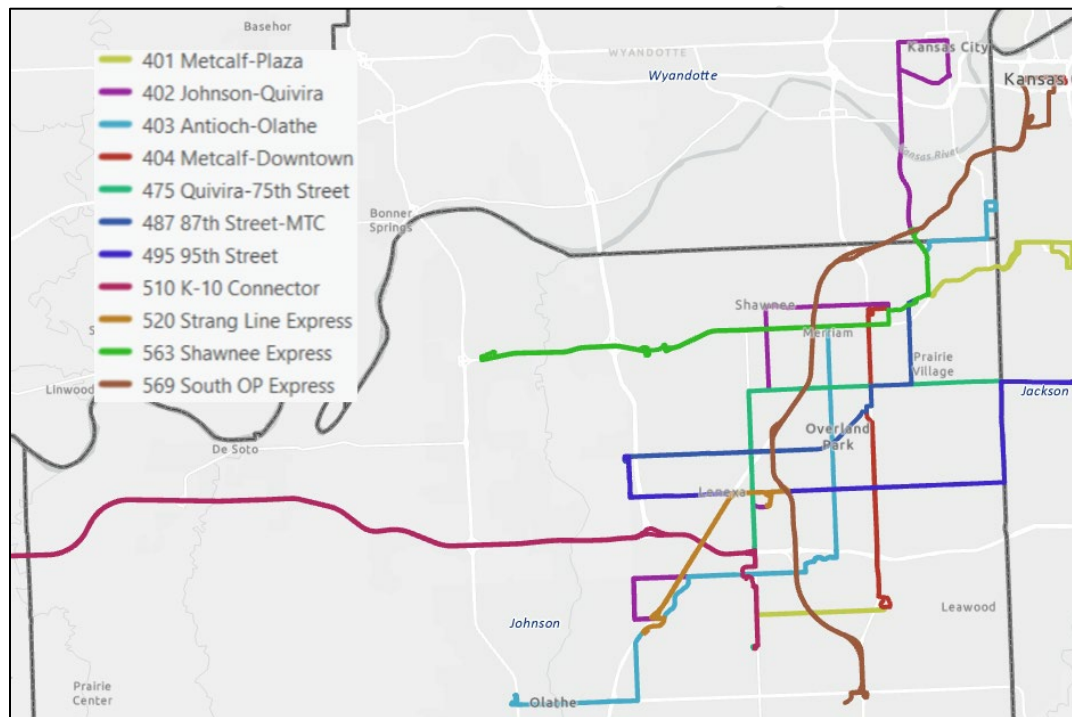 Basehor
WYANDOTTE
Wyandotte
Kansas City
Kansas
401 Metcalf-Plaza
402 Johnson-Quivira
403 Antioch-Olathe
404 Metcalf-Downtown
475 Quivira-75th Street
487 87th Street-MTC
495 95th Street
510 K-10 Connector
520 Strang Line Express
563 Shawnee Express
569 South OP Express
Kansas River
Bonner
Springs
Shawnee
Merriam
Prairie
Village
Linwood
Jackson
De Soto
Overland
Park
Lenexa
Leawood
Johnson
Prairie
Center
Olathe